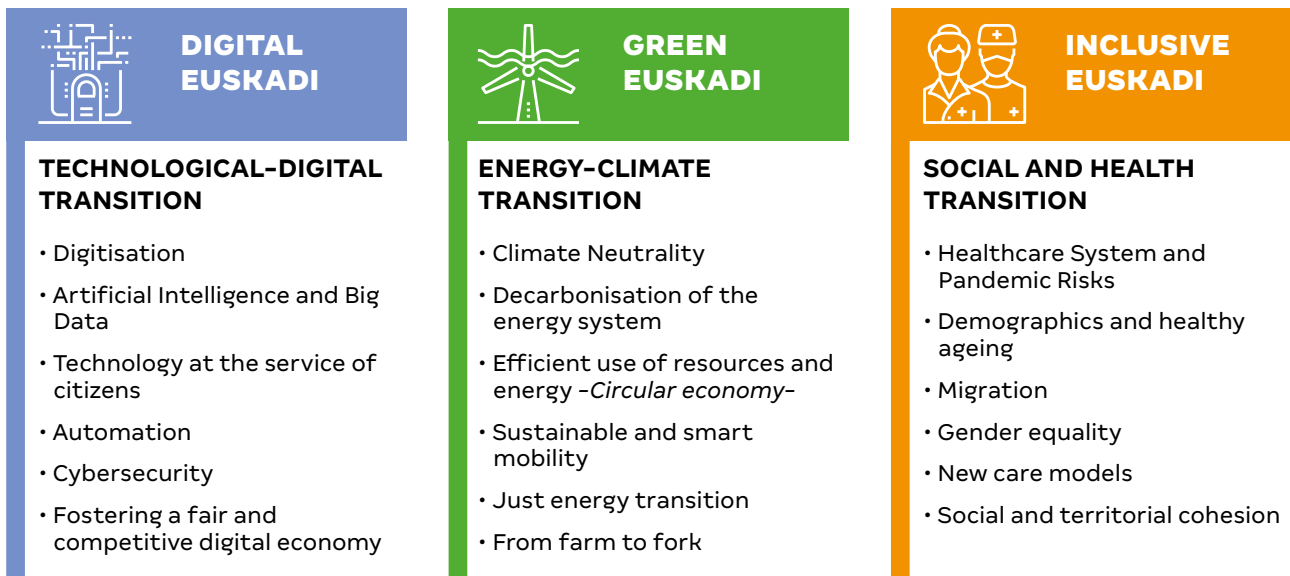 DIGITAL
EUSKADI
TECHNOLOGICAL-DIGITAL
TRANSITION
• Digitisation
• Artificial Intelligence and Big
Data
• Technology at the service of
citizens
• Automation
• Cybersecurity
• Fostering a fair and
competitive digital economy
GREEN
EUSKADI
ENERGY-CLIMATE
TRANSITION
• Climate Neutrality
• Decarbonisation of the
energy system
• Efficient use of resources and
energy -Circular economy-
• Sustainable and smart
mobility
• Just energy transition
• From farm to fork
INCLUSIVE
EUSKADI
SOCIAL AND HEALTH
TRANSITION
• Healthcare System and
Pandemic Risks
• Demographics and healthy
ageing
• Migration
• Gender equality
• New care models
• Social and territorial cohesion